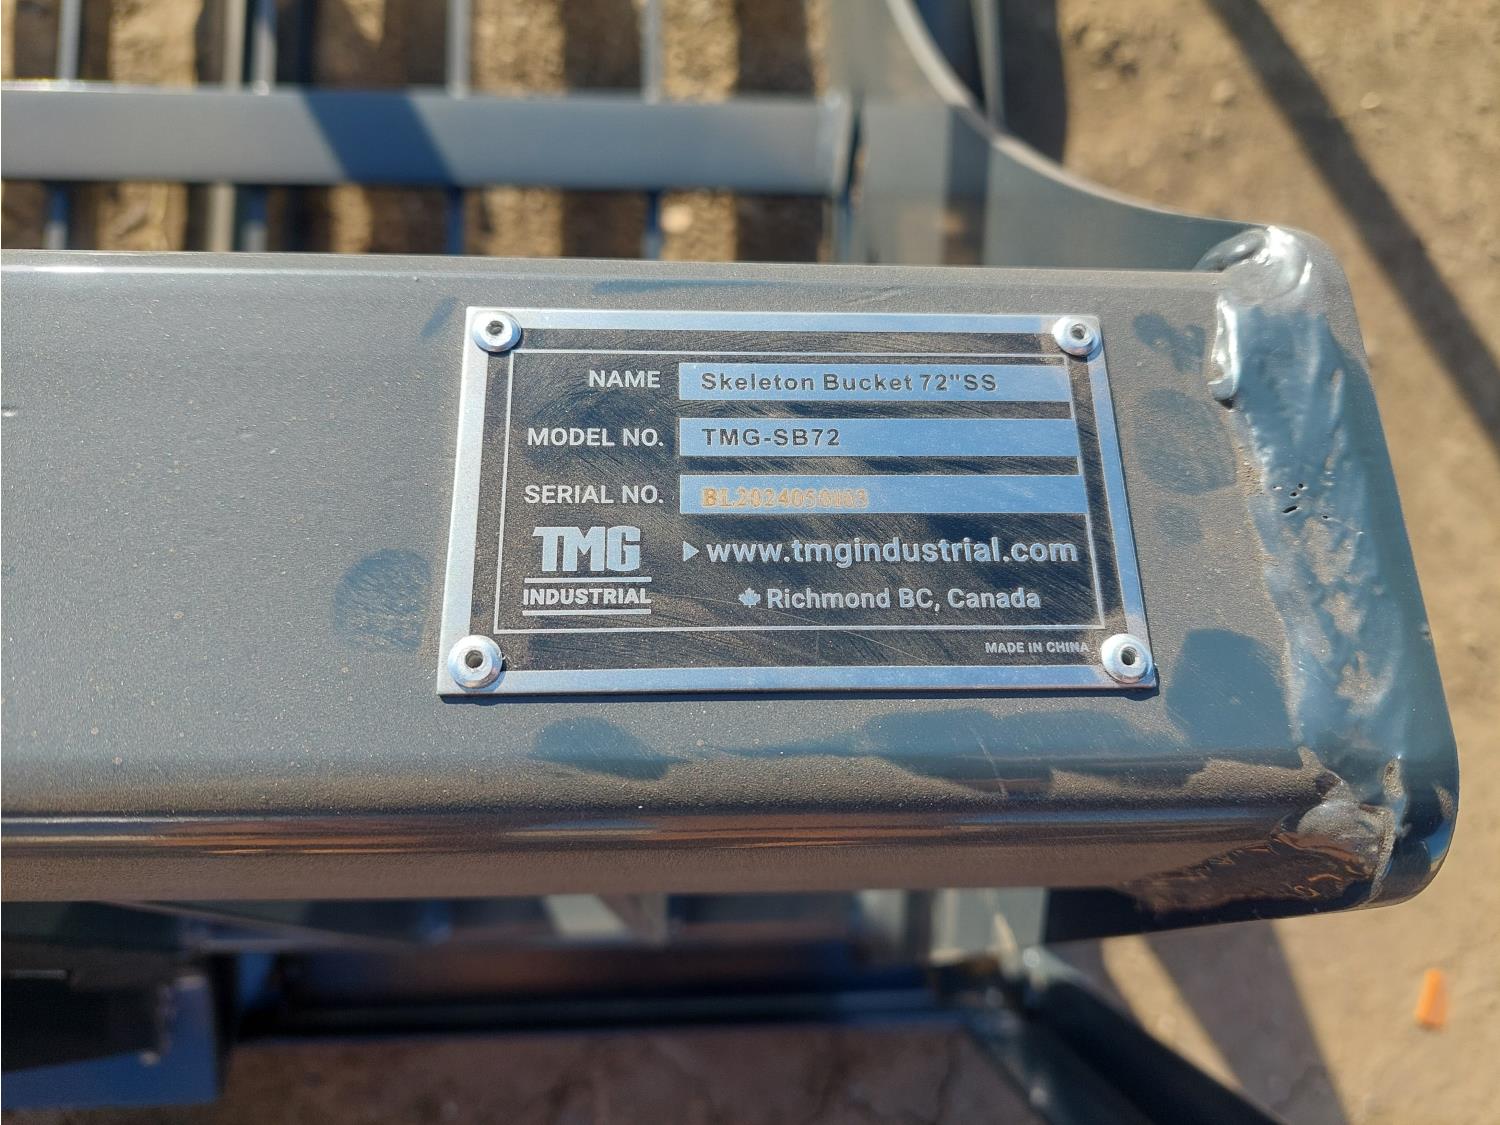 NAME Skeleton Bucket 72"SS
MODEL NO. TMG-SB72
SERIAL NO. BL2024050103
TMG
INDUSTRIAL
www.tmgindustrial.com
Richmond BC, Canada
MADE IN CHINA